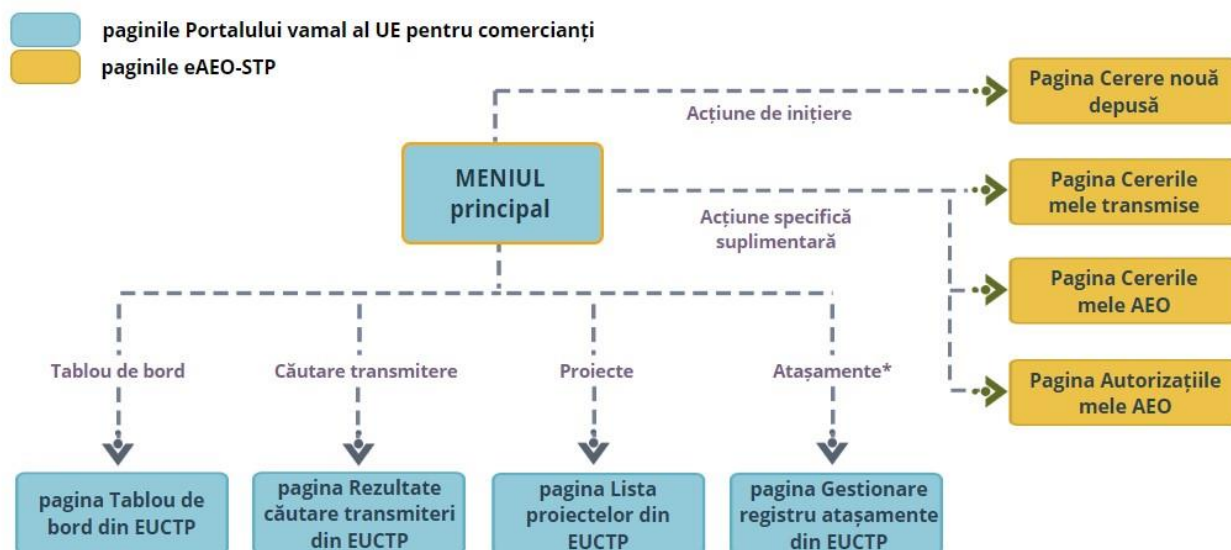 paginile Portalului vamal al UE pentru comercianți
paginile eAEO-STP
Pagina Cerere nouă
depusă
Acțiune de inițiere
MENIUL
principal
Pagina Cererile
mele transmise
Acțiune specifică
suplimentară
Pagina Cererile
mele AEO
Pagina Autorizațiile
mele AEO
Tablou de bord
Căutare transmitere
Proiecte
Atașamente*
pagina Tablou de
bord din EUCTP
pagina Rezultate
căutare transmiteri
din EUCTP
pagina Lista
proiectelor din
EUCTP
pagina Gestionare
registru atașamente
din EUCTP